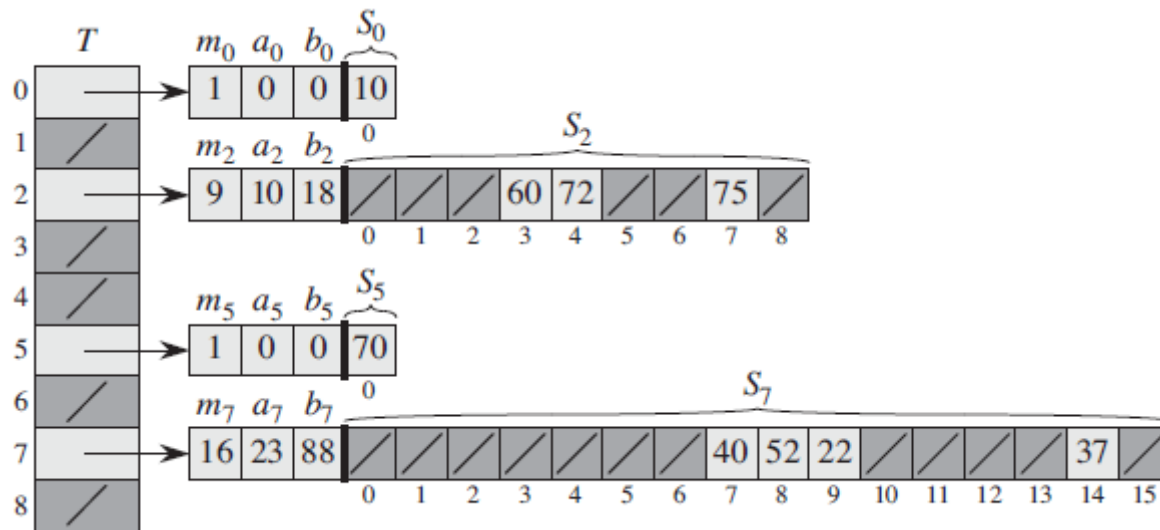 T m₀ a₀ b₀ S₀
0 1 0 0 10
0
1 m₂ a₂ b₂ S₂
2 9 10 18 60 72 75
0 1 2 3 4 5 6 7 8
3
4 m₅ a₅ b₅ S₅
5 1 0 0 70
0
6 m₇ a₇ b₇ S₇
7 16 23 88 40 52 22 37
0 1 2 3 4 5 6 7 8 9 10 11 12 13 14 15
8